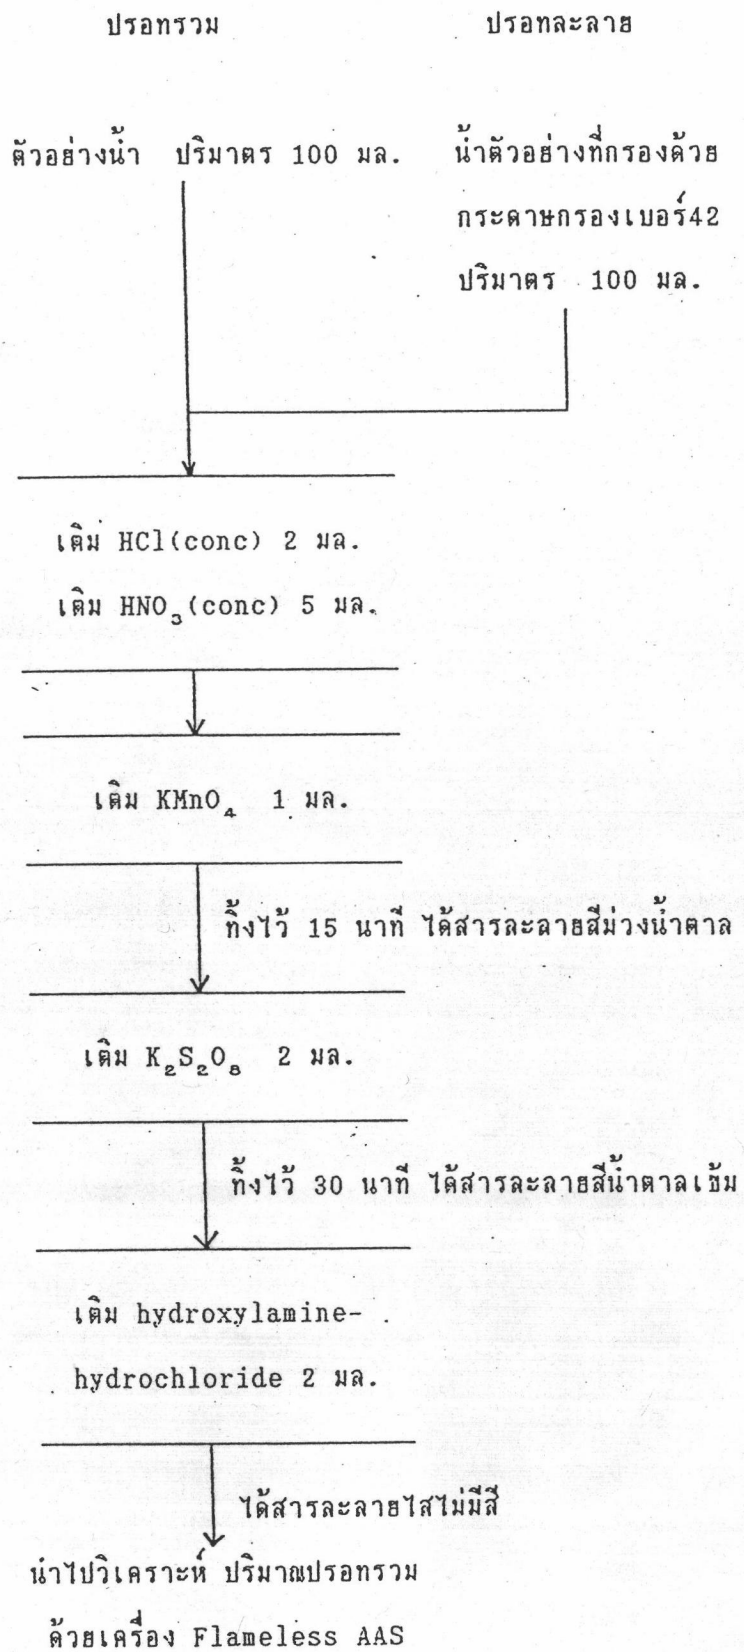 ปรอทรวม
ปรอทละลาย
ตัวอย่างน้ำ ปริมาตร 100 มล.
น้ำตัวอย่างที่กรองด้วย
กระดาษกรองเบอร์42
ปริมาตร 100 มล.
เติม HCl(conc) 2 มล.
เติม HNO₃(conc) 5 มล.
เติม KMnO₄ 1 มล.
ทิ้งไว้ 15 นาที ได้สารละลายสีม่วงน้ำตาล
เติม K₂S₂O₈ 2 มล.
ทิ้งไว้ 30 นาที ได้สารละลายสีน้ำตาลเข้ม
เติม hydroxylamine-
hydrochloride 2 มล.
ได้สารละลายใสไม่มีสี
นำไปวิเคราะห์ ปริมาณปรอทรวม
ด้วยเครื่อง Flameless AAS